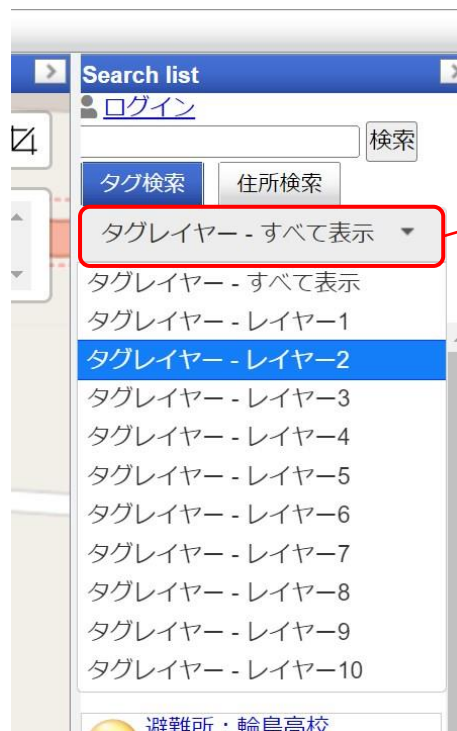 Search list
ログイン
検索
タグ検索 住所検索
タグレイヤー - すべて表示
タグレイヤー - すべて表示
タグレイヤー - レイヤー1
タグレイヤー - レイヤー2
タグレイヤー - レイヤー3
タグレイヤー - レイヤー4
タグレイヤー - レイヤー5
タグレイヤー - レイヤー6
タグレイヤー - レイヤー7
タグレイヤー - レイヤー8
タグレイヤー - レイヤー9
タグレイヤー - レイヤー10
避難所・輪島高校